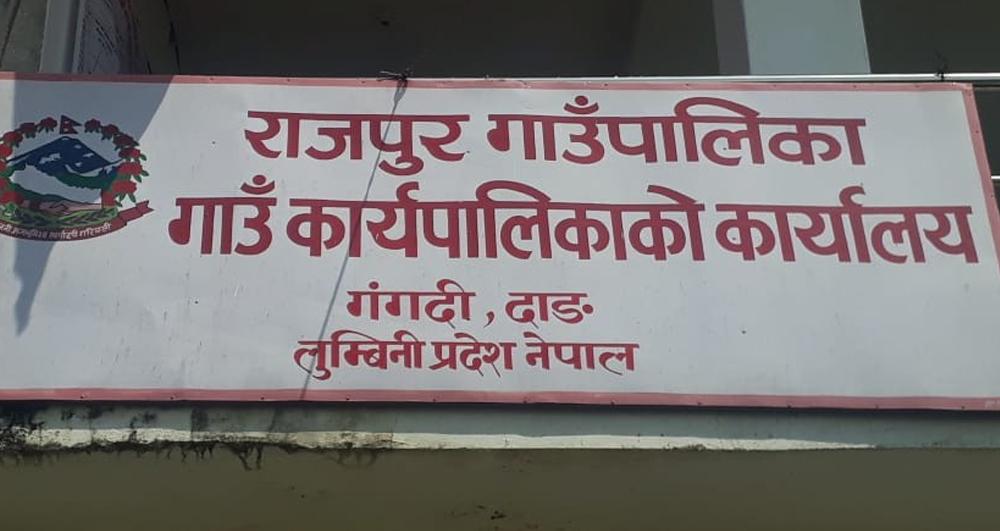 राजपुर गाउँपालिका
गाउँ कार्यपालिकाको कार्यालय
गंगदी, दाङ
लुम्बिनी प्रदेश नेपाल